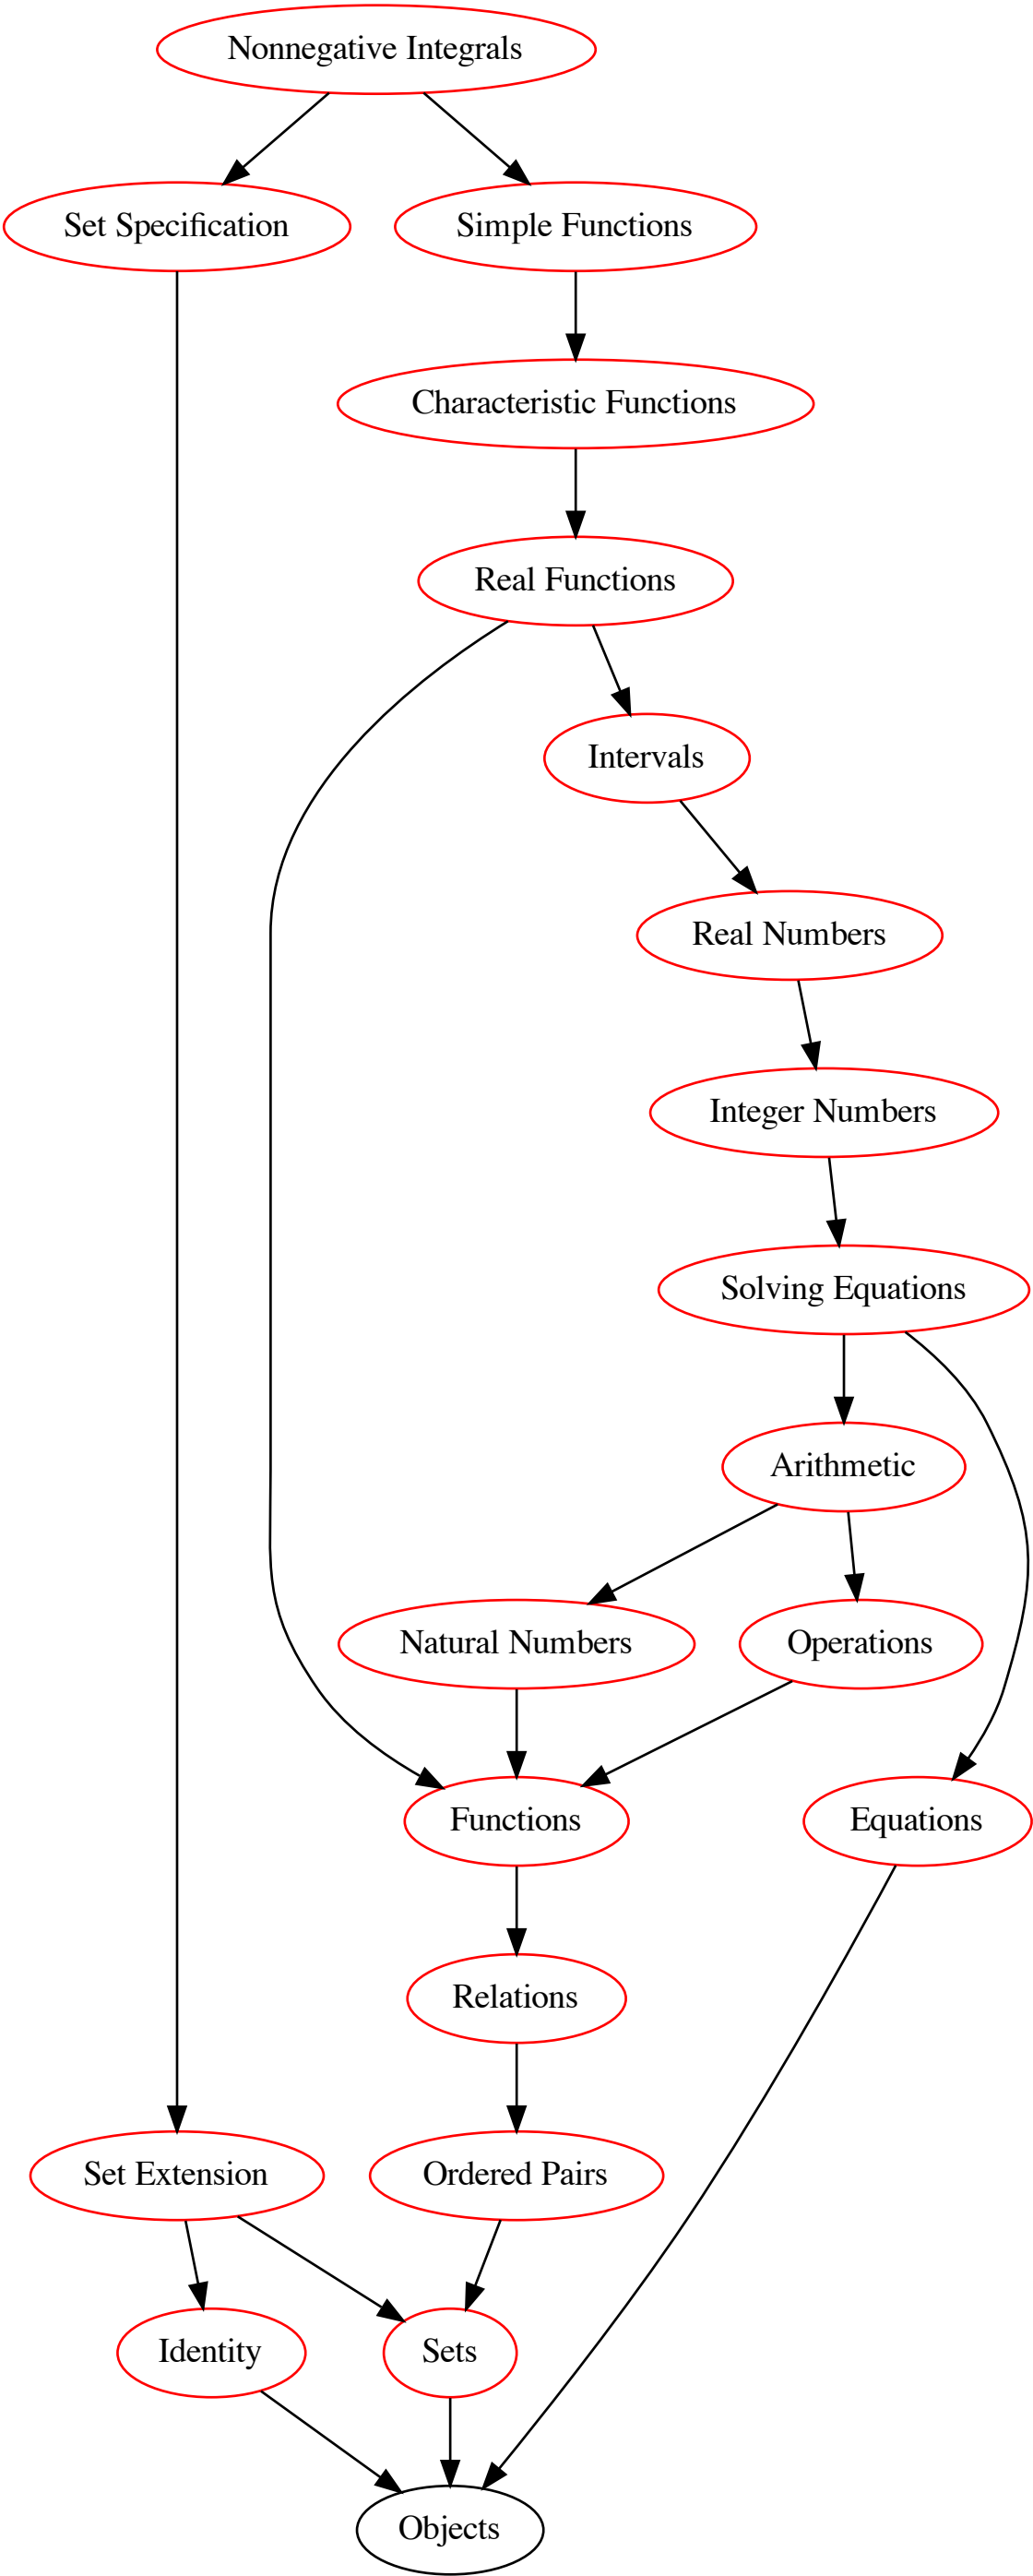 Nonnegative Integrals
Set Specification
Simple Functions
Characteristic Functions
Real Functions
Intervals
Real Numbers
Integer Numbers
Solving Equations
Arithmetic
Natural Numbers
Operations
Functions
Equations
Relations
Set Extension
Ordered Pairs
Identity
Sets
Objects